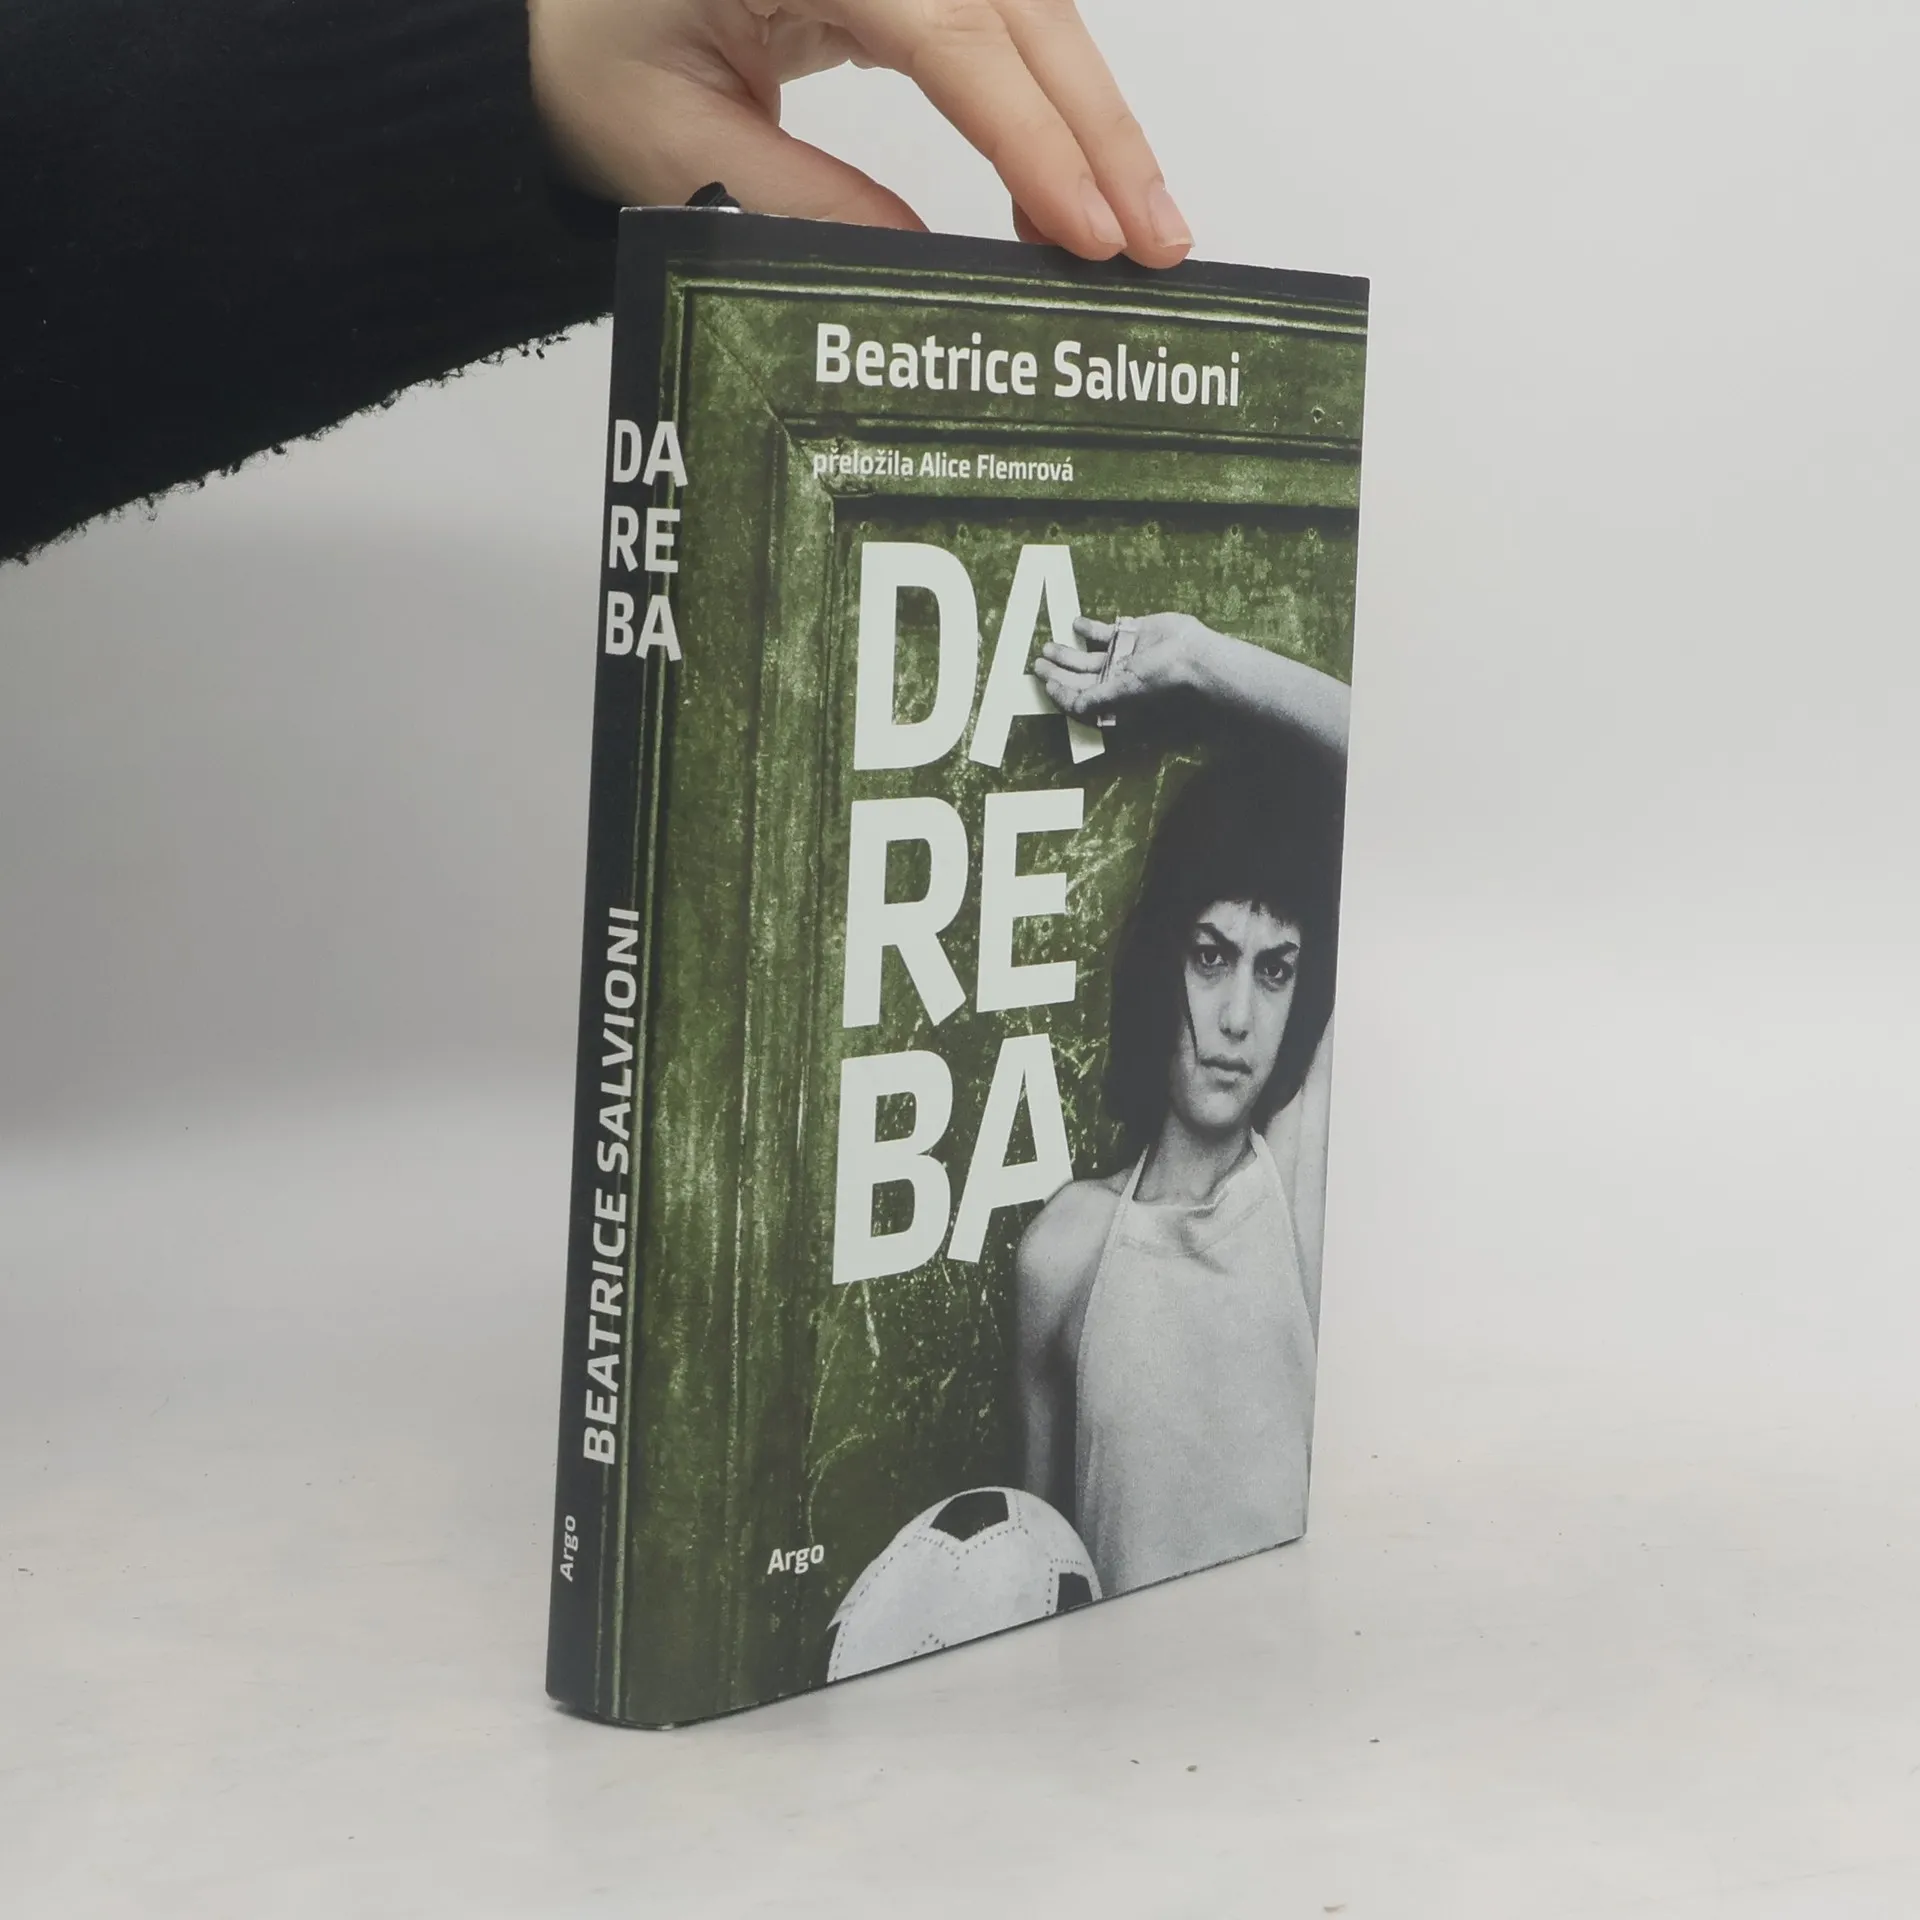 DA
RE
BA
BEATRICE SALVIONI
Argo
Beatrice Salvioni
přeložila Alice Flemrová
DA
RE
BA
Argo